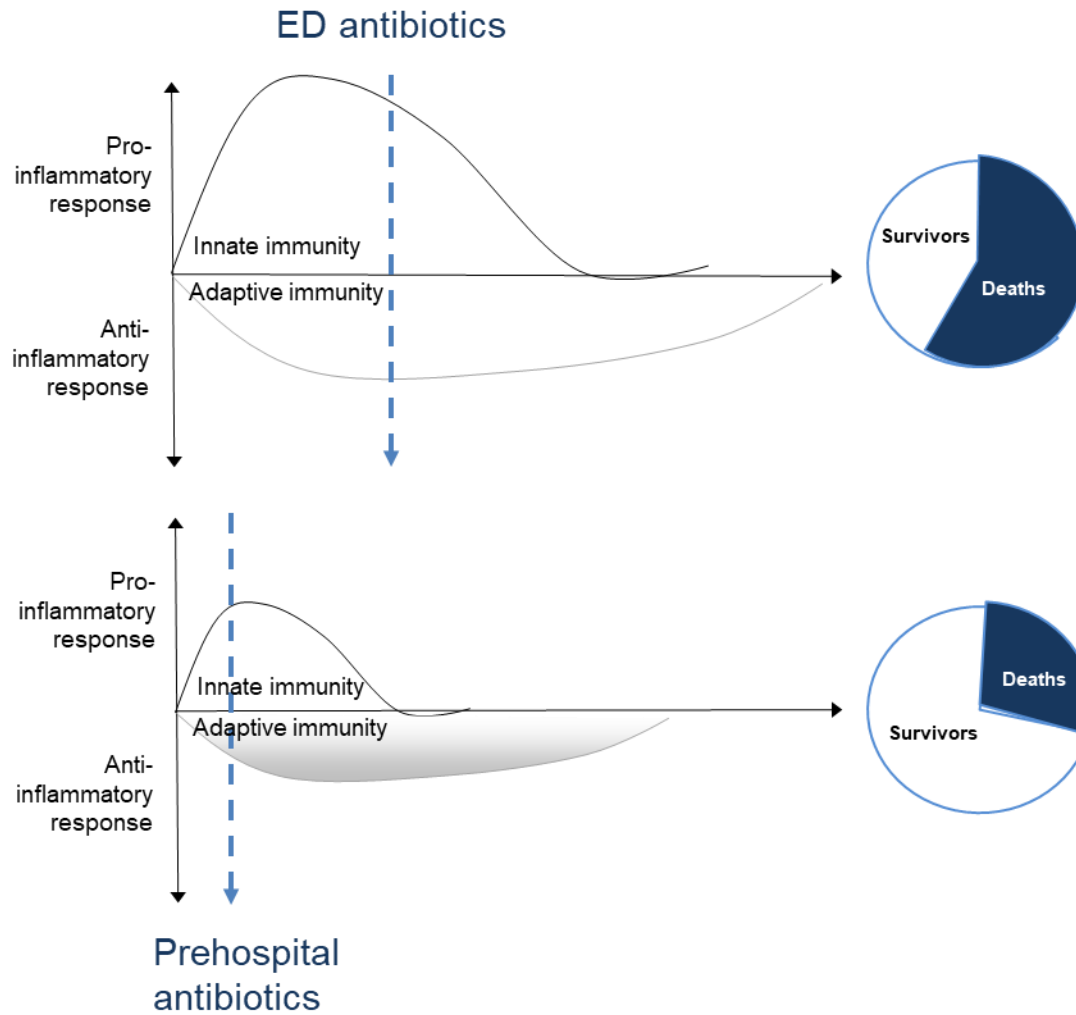 ED antibiotics
Pro-
inflammatory
response
Innate immunity
Adaptive immunity
Anti-
inflammatory
response
Survivors
Deaths
Pro-
inflammatory
response
Innate immunity
Adaptive immunity
Anti-
inflammatory
response
Deaths
Survivors
Prehospital
antibiotics